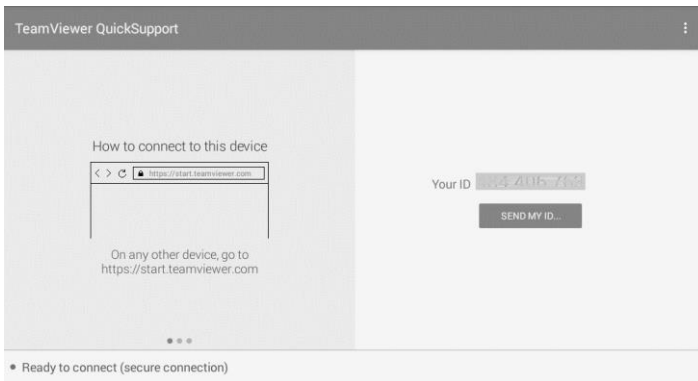 TeamViewer QuickSupport
How to connect to this device
https://start.teamviewer.com
On any other device, go to
https://start.teamviewer.com
Your ID
SEND MY ID...
Ready to connect (secure connection)